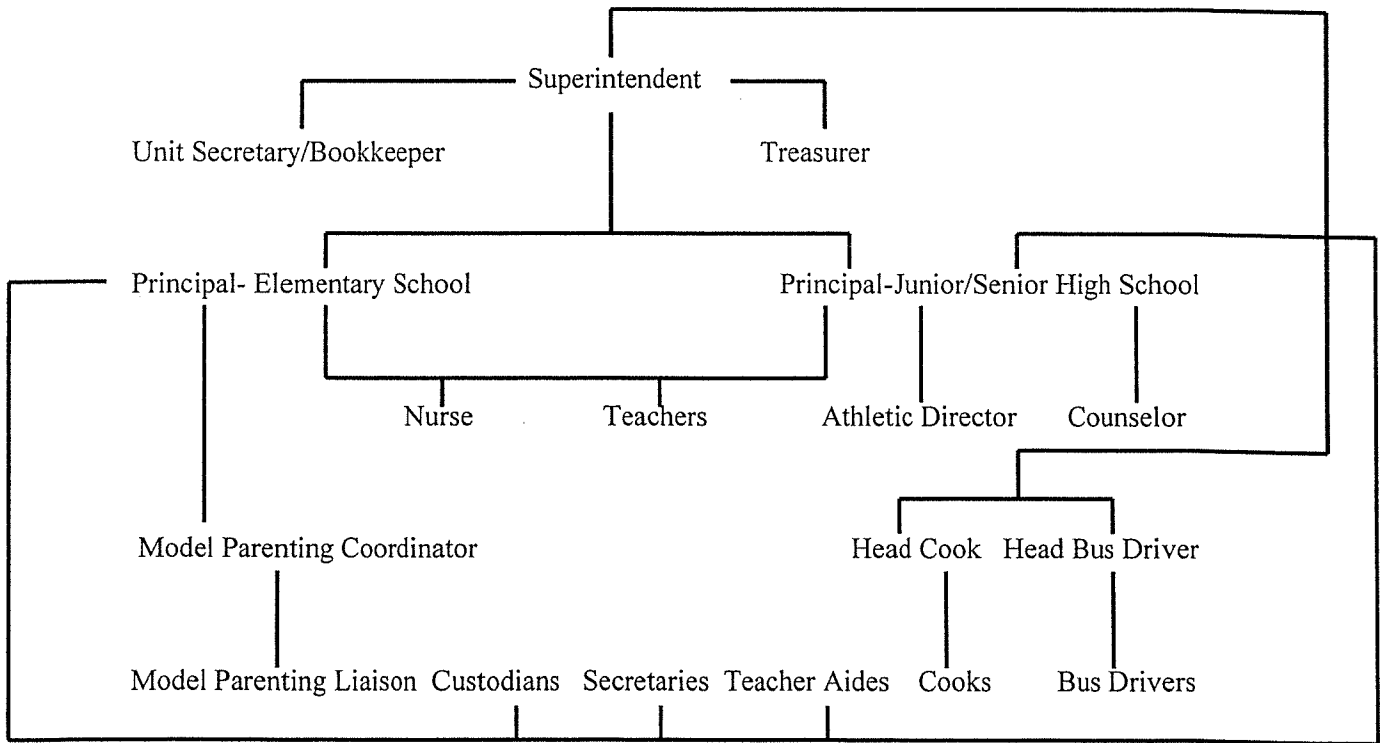 Superintendent
Unit Secretary/Bookkeeper Treasurer
Principal- Elementary School Principal-Junior/Senior High School
Nurse Teachers Athletic Director Counselor
Model Parenting Coordinator Head Cook Head Bus Driver
Model Parenting Liaison Custodians Secretaries Teacher Aides Cooks Bus Drivers